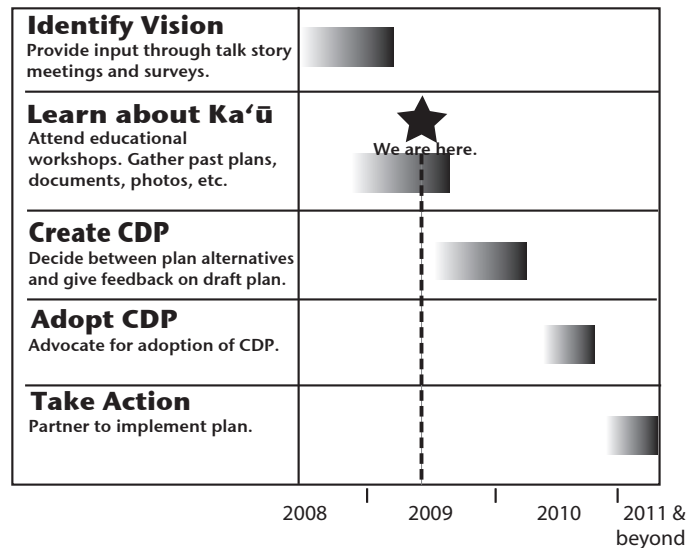 Identify Vision
Provide input through talk story
meetings and surveys.
Learn about Ka‘ū
Attend educational
workshops. Gather past plans,
documents, photos, etc.
We are here.
Create CDP
Decide between plan alternatives
and give feedback on draft plan.
Adopt CDP
Advocate for adoption of CDP.
Take Action
Partner to implement plan.
2008 2009 2010 2011 &
beyond